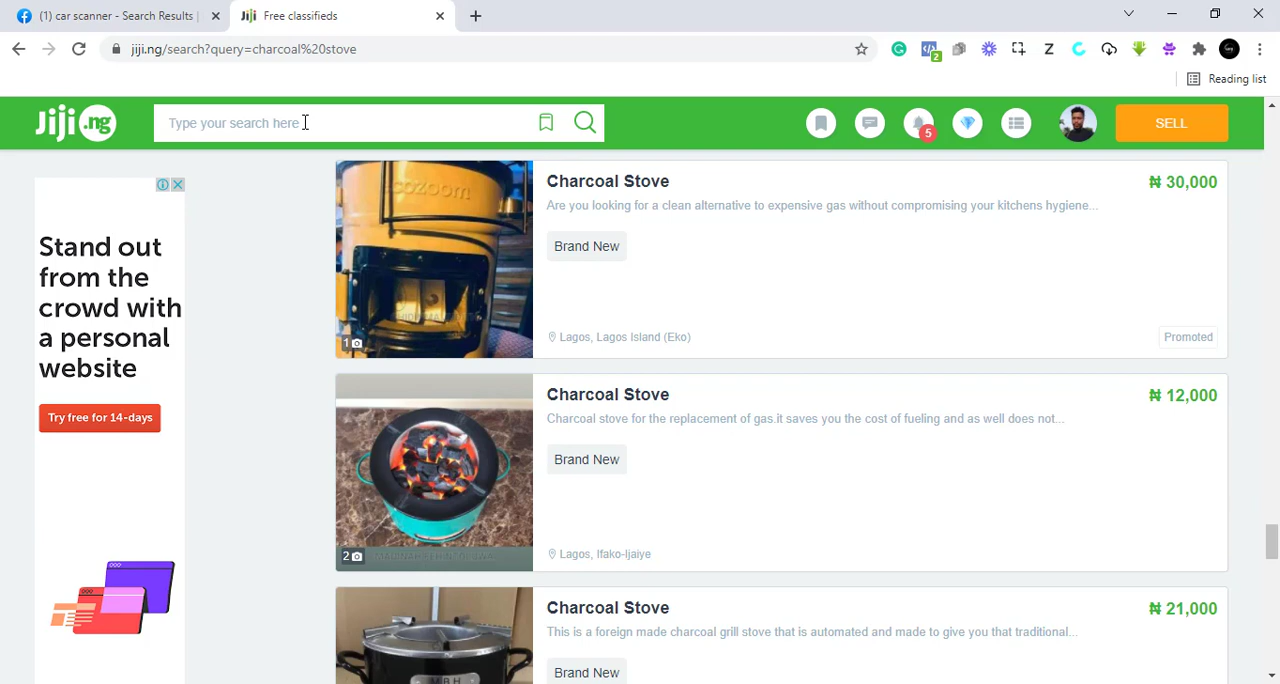 (1) car scanner - Search Results |
Jiji Free classifieds
jiji.ng/search?query=charcoal%20stove
2
Reading list
Jiji .ng
Type your search here
5
SELL
Stand out
from the
crowd with
a personal
website
Try free for 14-days
ecozoom
1
Charcoal Stove
₦ 30,000
Are you looking for a clean alternative to expensive gas without compromising your kitchens hygiene...
Brand New
Lagos, Lagos Island (Eko)
Promoted
2
Charcoal Stove
₦ 12,000
Charcoal stove for the replacement of gas.it saves you the cost of fueling and as well does not...
Brand New
Lagos, Ifako-Ijaiye
Charcoal Stove
₦ 21,000
This is a foreign made charcoal grill stove that is automated and made to give you that traditional...
Brand New